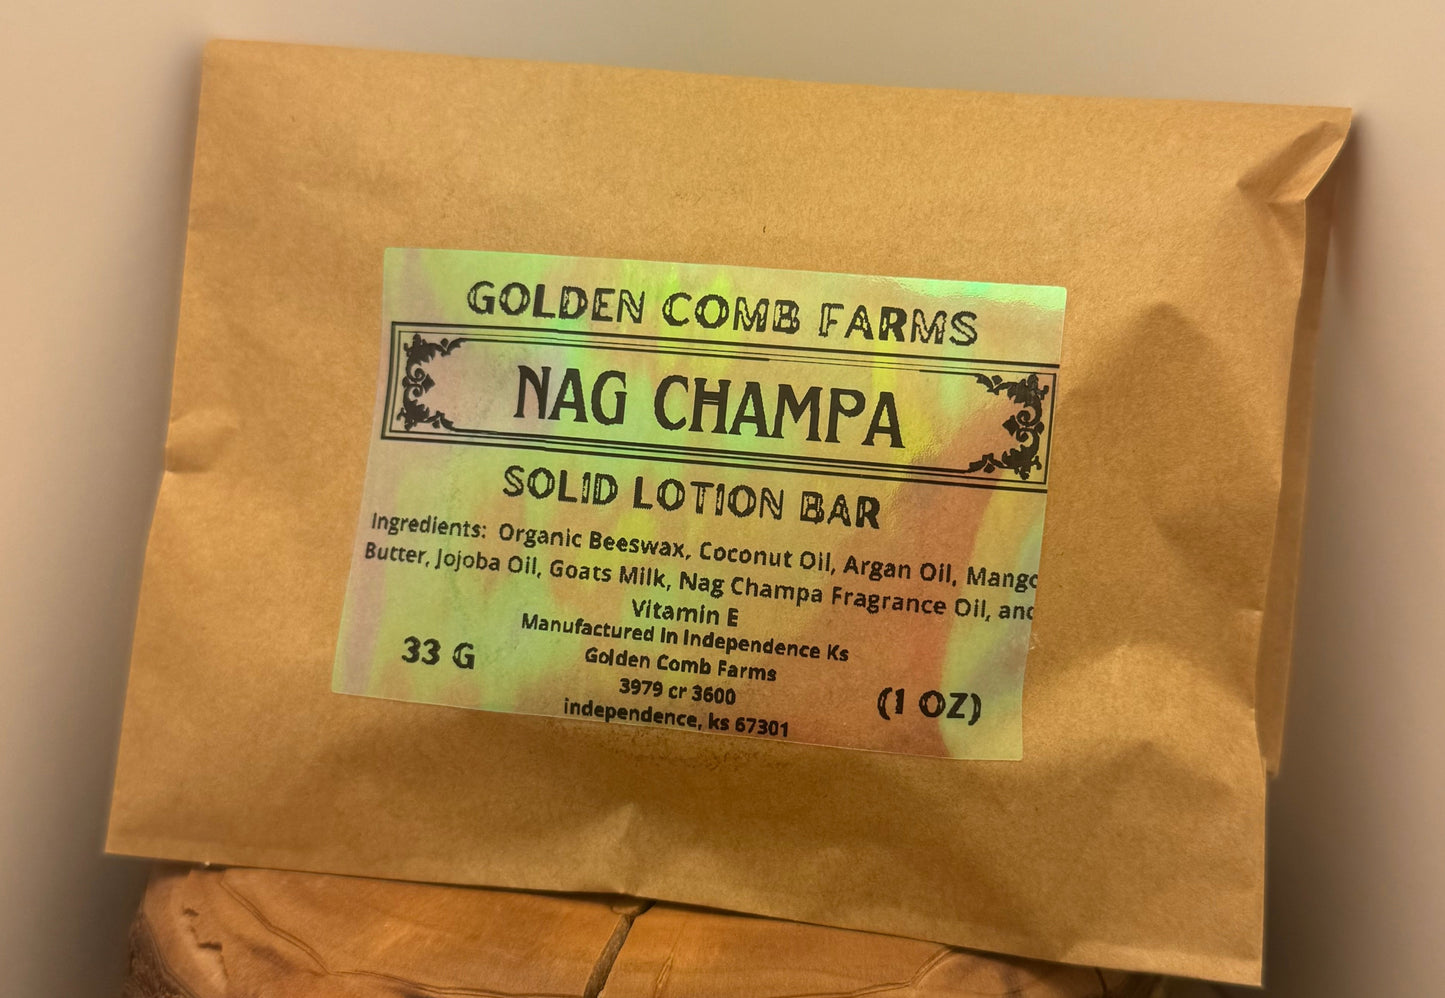 GOLDEN COMB FARMS
NAG CHAMPA
SOLID LOTION BAR
Ingredients: Organic Beeswax, Coconut Oil, Argan Oil, Mango
Butter, Jojoba Oil, Goats Milk, Nag Champa Fragrance Oil, and
Vitamin E
Manufactured In Independence Ks
Golden Comb Farms
33 G
3979 cr 3600
(1 OZ)
independence, ks 67301